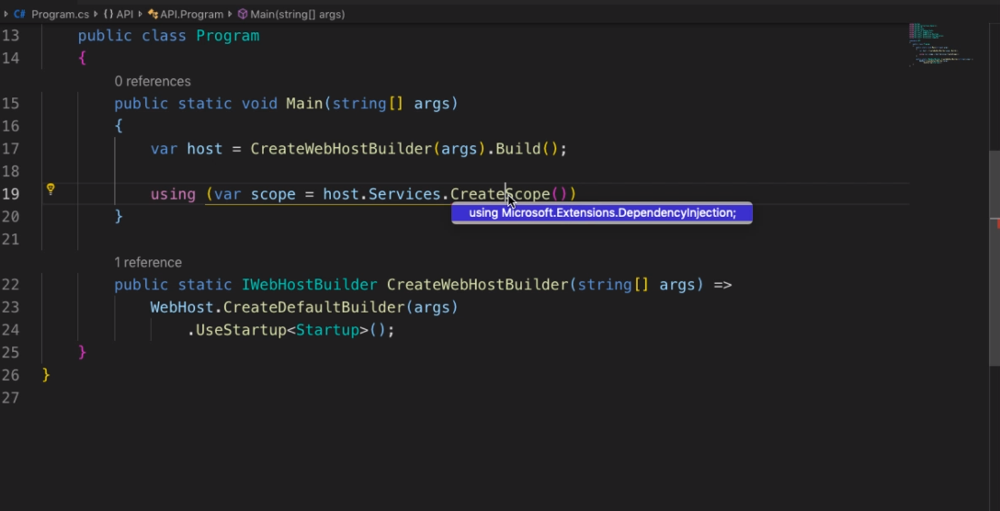 C# Program.cs {} API API.Program Main(string[] args)
13 public class Program
14 {
0 references
15 public static void Main(string[] args)
16 {
17 var host = CreateWebHostBuilder(args).Build();
18
19 using (var scope = host.Services.CreateScope())
using Microsoft.Extensions.DependencyInjection;
20 }
21
1 reference
22 public static IWebHostBuilder CreateWebHostBuilder(string[] args) =>
23 WebHost.CreateDefaultBuilder(args)
24 .UseStartup<Startup>();
25 }
26 }
27